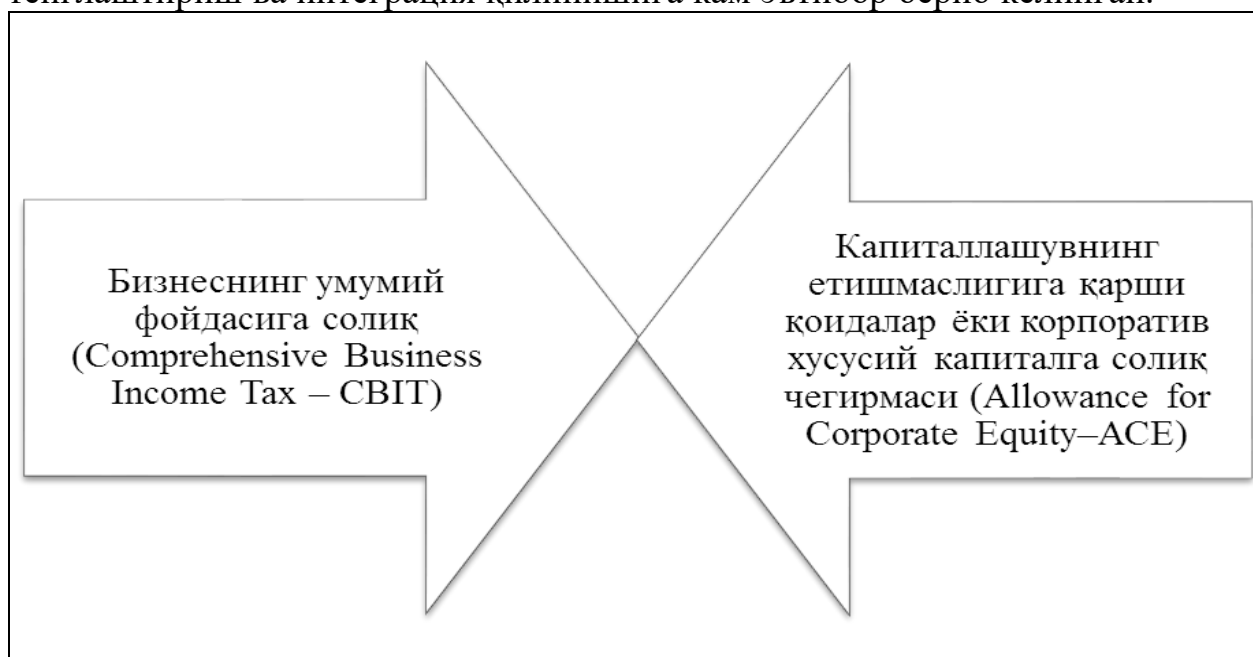 Бизнеснинг умумий
фойдасига солиқ
(Comprehensive Business
Income Tax – CBIT)
Капиталлашувнинг
етишмаслигига қарши
қоидалар ёки корпоратив
хусусий капиталга солиқ
чегирмаси (Allowance for
Corporate Equity–ACE)